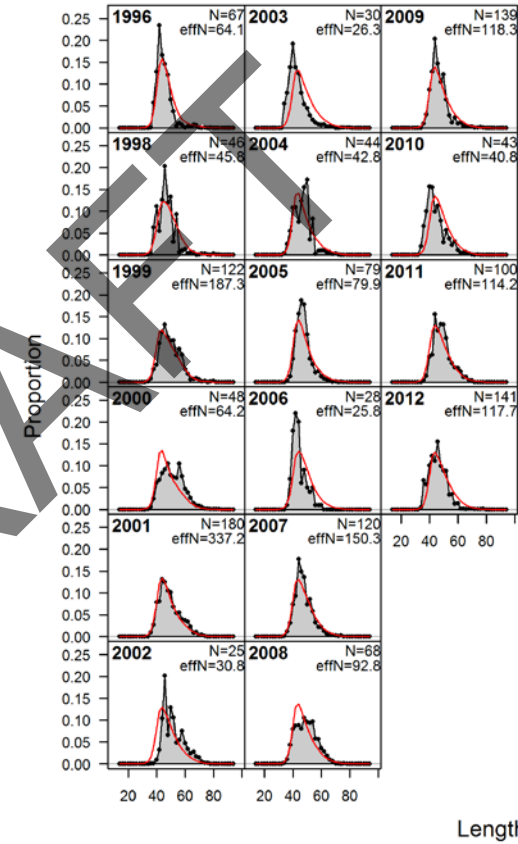 1996 N=67 effN=64.1
2003 N=30 effN=26.3
2009 N=139 effN=118.3
0.25
0.20
0.15
0.10
0.05
0.00
1998 N=46 effN=45.8
2004 N=44 effN=42.8
2010 N=43 effN=40.8
0.25
0.20
0.15
0.10
0.05
0.00
1999 N=122 effN=187.3
2005 N=79 effN=79.9
2011 N=100 effN=114.2
0.25
0.20
0.15
0.10
0.05
0.00
Proportion
2000 N=48 effN=64.2
2006 N=28 effN=25.8
2012 N=141 effN=117.7
0.25
0.20
0.15
0.10
0.05
0.00
20 40 60 80
2001 N=180 effN=337.2
2007 N=120 effN=150.3
0.25
0.20
0.15
0.10
0.05
0.00
2002 N=25 effN=30.8
2008 N=68 effN=92.8
0.25
0.20
0.15
0.10
0.05
0.00
20 40 60 80
20 40 60 80
Length